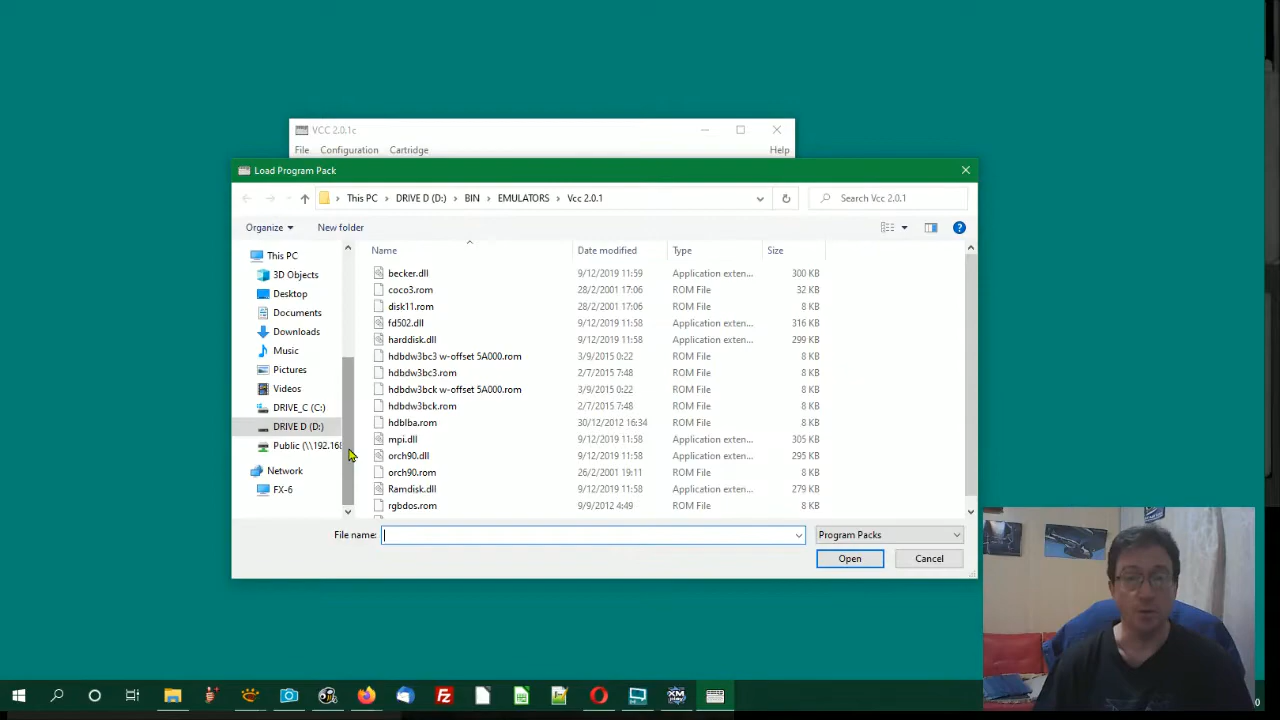 VCC 2.0.1c
File Configuration Cartridge Help
Load Program Pack
This PC > DRIVE D (D:) > BIN > EMULATORS > Vcc 2.0.1
Search Vcc 2.0.1
Organize New folder
Name Date modified Type Size
This PC
3D Objects
Desktop
Documents
Downloads
Music
Pictures
Videos
DRIVE_C (C:)
DRIVE D (D:)
Public (\\192.168
Network
FX-6
becker.dll 9/12/2019 11:59 Application exten... 300 KB
coco3.rom 28/2/2001 17:06 ROM File 32 KB
disk11.rom 28/2/2001 17:06 ROM File 8 KB
fd502.dll 9/12/2019 11:58 Application exten... 316 KB
harddisk.dll 9/12/2019 11:58 Application exten... 299 KB
hdbdw3bc3 w-offset 5A000.rom 3/9/2015 0:22 ROM File 8 KB
hdbdw3bc3.rom 2/7/2015 7:48 ROM File 8 KB
hdbdw3bck w-offset 5A000.rom 3/9/2015 0:22 ROM File 8 KB
hdbdw3bck.rom 2/7/2015 7:48 ROM File 8 KB
hdblba.rom 30/12/2012 16:34 ROM File 8 KB
mpi.dll 9/12/2019 11:58 Application exten... 305 KB
orch90.dll 9/12/2019 11:58 Application exten... 295 KB
orch90.rom 26/2/2001 19:11 ROM File 8 KB
Ramdisk.dll 9/12/2019 11:58 Application exten... 279 KB
rgbdos.rom 9/9/2012 4:49 ROM File 8 KB
File name: Program Packs
Open Cancel